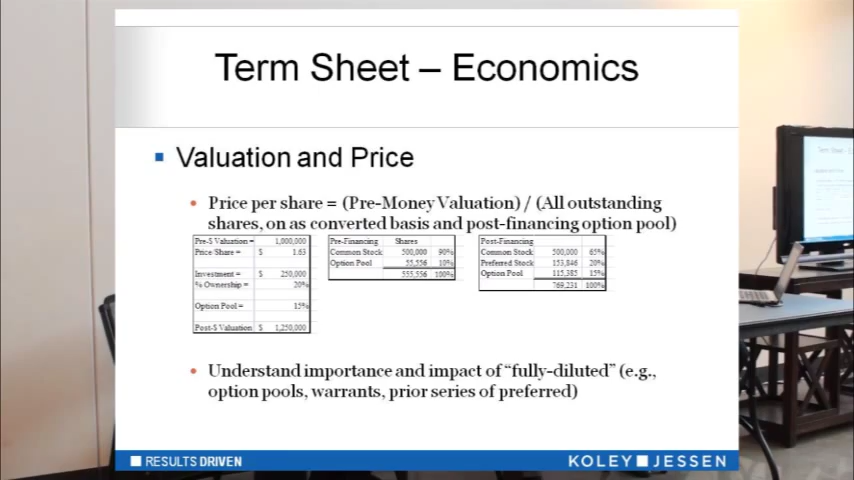 Term Sheet – Economics
Valuation and Price
Price per share = (Pre-Money Valuation) / (All outstanding
shares, on as converted basis and post-financing option pool)
Pre-$ Valuation = 1,000,000
Price/Share = $ 1.63
Investment = $ 250,000
% Ownership = 20%
Option Pool = 15%
Post-$ Valuation $ 1,250,000
Pre-Financing Shares
Common Stock 500,000 90%
Option Pool 55,556 10%
555,556 100%
Post-Financing
Common Stock 500,000 65%
Preferred Stock 153,846 20%
Option Pool 115,385 15%
769,231 100%
Understand importance and impact of “fully-diluted” (e.g.,
option pools, warrants, prior series of preferred)
RESULTS DRIVEN
KOLEY JESSEN
Term Sheet – E